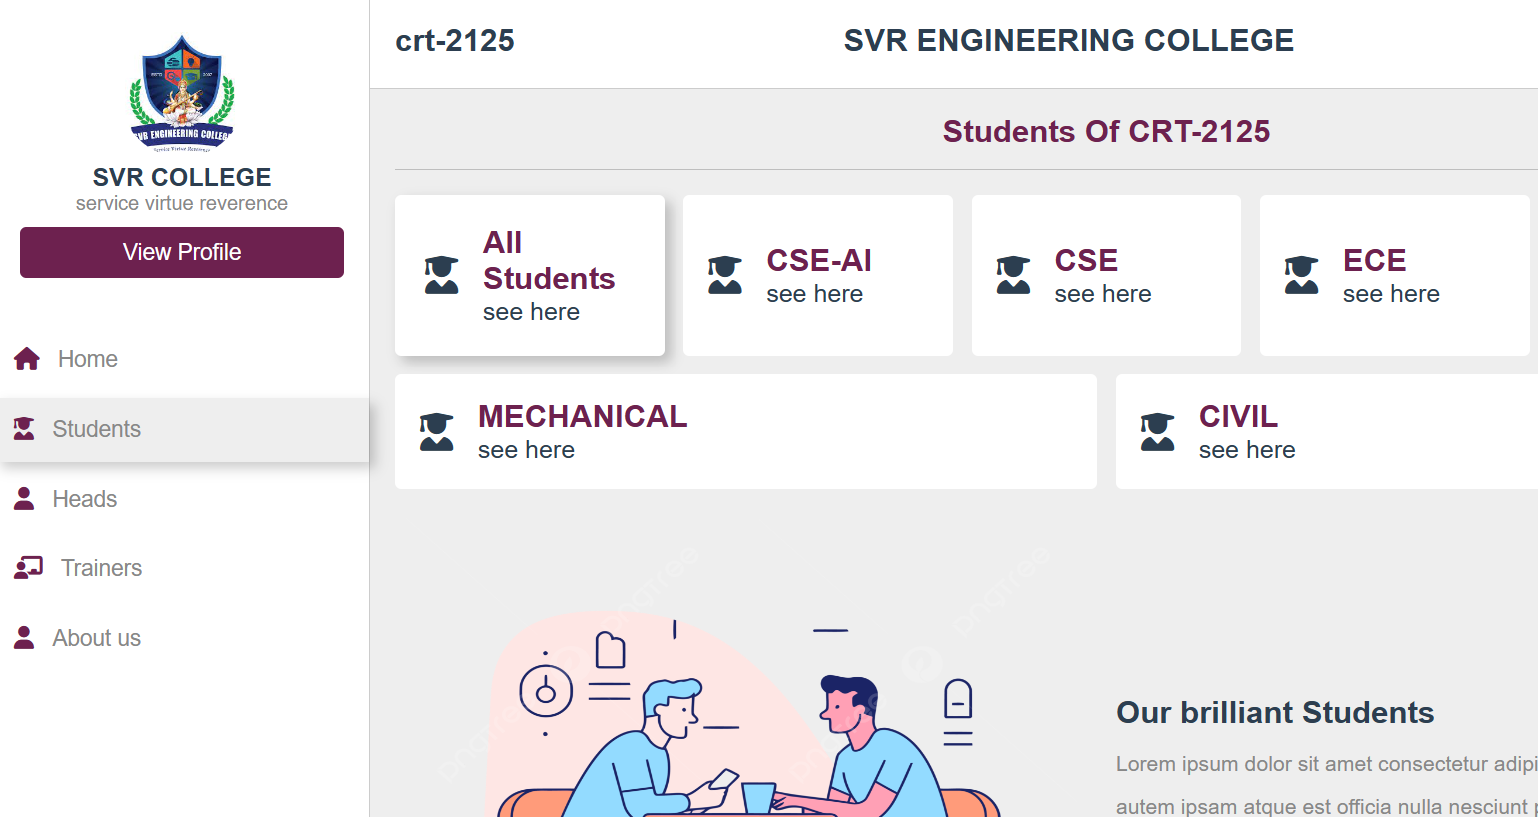 SVR ENGINEERING COLLEGE
Service Virtue Reverence
SVR COLLEGE
service virtue reverence
View Profile
Home
Students
Heads
Trainers
About us
crt-2125
SVR ENGINEERING COLLEGE
Students Of CRT-2125
All
Students
see here
CSE-AI
see here
CSE
see here
ECE
see here
MECHANICAL
see here
CIVIL
see here
pngtree
pngtree
Our brilliant Students
Lorem ipsum dolor sit amet consectetur adipi
autem ipsam atque est officia nulla nesciunt